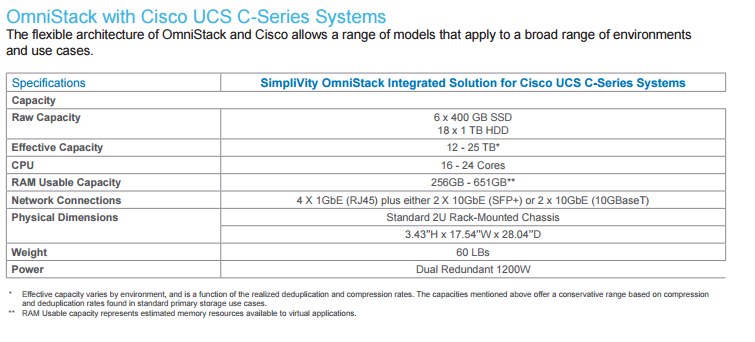 OmniStack with Cisco UCS C-Series Systems
The flexible architecture of OmniStack and Cisco allows a range of models that apply to a broad range of environments
and use cases.
Specifications SimpliVity OmniStack Integrated Solution for Cisco UCS C-Series Systems
Capacity
Raw Capacity 6 x 400 GB SSD
18 x 1 TB HDD
Effective Capacity 12 - 25 TB*
CPU 16 - 24 Cores
RAM Usable Capacity 256GB - 651GB**
Network Connections 4 X 1GbE (RJ45) plus either 2 X 10GbE (SFP+) or 2 x 10GbE (10GBaseT)
Physical Dimensions Standard 2U Rack-Mounted Chassis
3.43"H x 17.54"W x 28.04"D
Weight 60 LBs
Power Dual Redundant 1200W
* Effective capacity varies by environment, and is a function of the realized deduplication and compression rates. The capacities mentioned above offer a conservative range based on compression
and deduplication rates found in standard primary storage use cases.
** RAM Usable capacity represents estimated memory resources available to virtual applications.